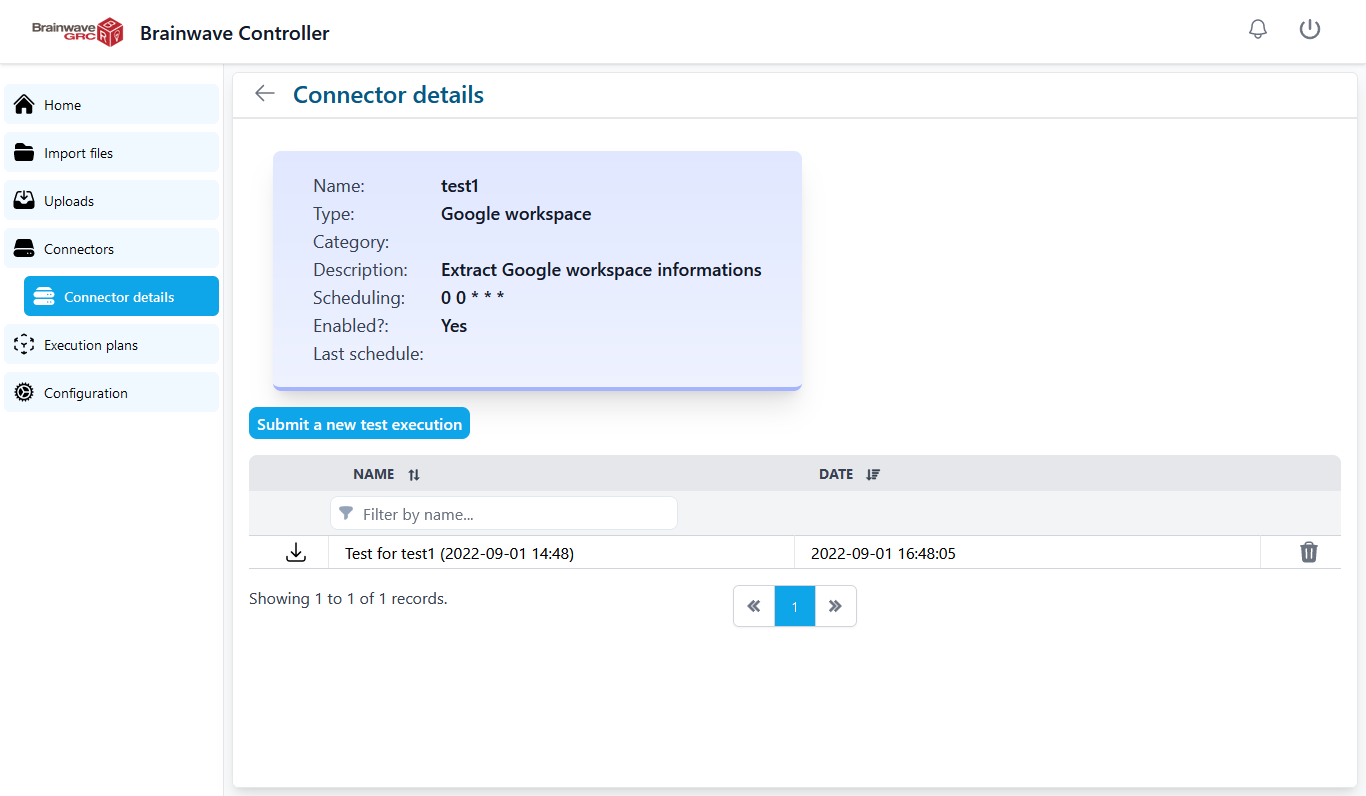 Brainwave
GRC
Brainwave Controller
Home
Import files
Uploads
Connectors
Connector details
Execution plans
Configuration
Connector details
Name: test1
Type: Google workspace
Category:
Description: Extract Google workspace informations
Scheduling: 0 0 * * *
Enabled?: Yes
Last schedule:
Submit a new test execution
NAME DATE
Filter by name...
Test for test1 (2022-09-01 14:48) 2022-09-01 16:48:05
Showing 1 to 1 of 1 records.
« 1 »